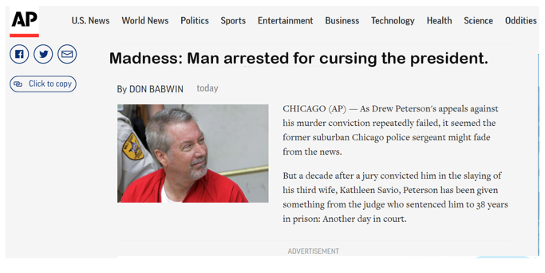 AP
U.S. News World News Politics Sports Entertainment Business Technology Health Science Oddities
Madness: Man arrested for cursing the president.
Click to copy
By DON BABWIN today
CHICAGO (AP) — As Drew Peterson's appeals against
his murder conviction repeatedly failed, it seemed the
former suburban Chicago police sergeant might fade
from the news.
But a decade after a jury convicted him in the slaying of
his third wife, Kathleen Savio, Peterson has been given
something from the judge who sentenced him to 38 years
in prison: Another day in court.
ADVERTISEMENT